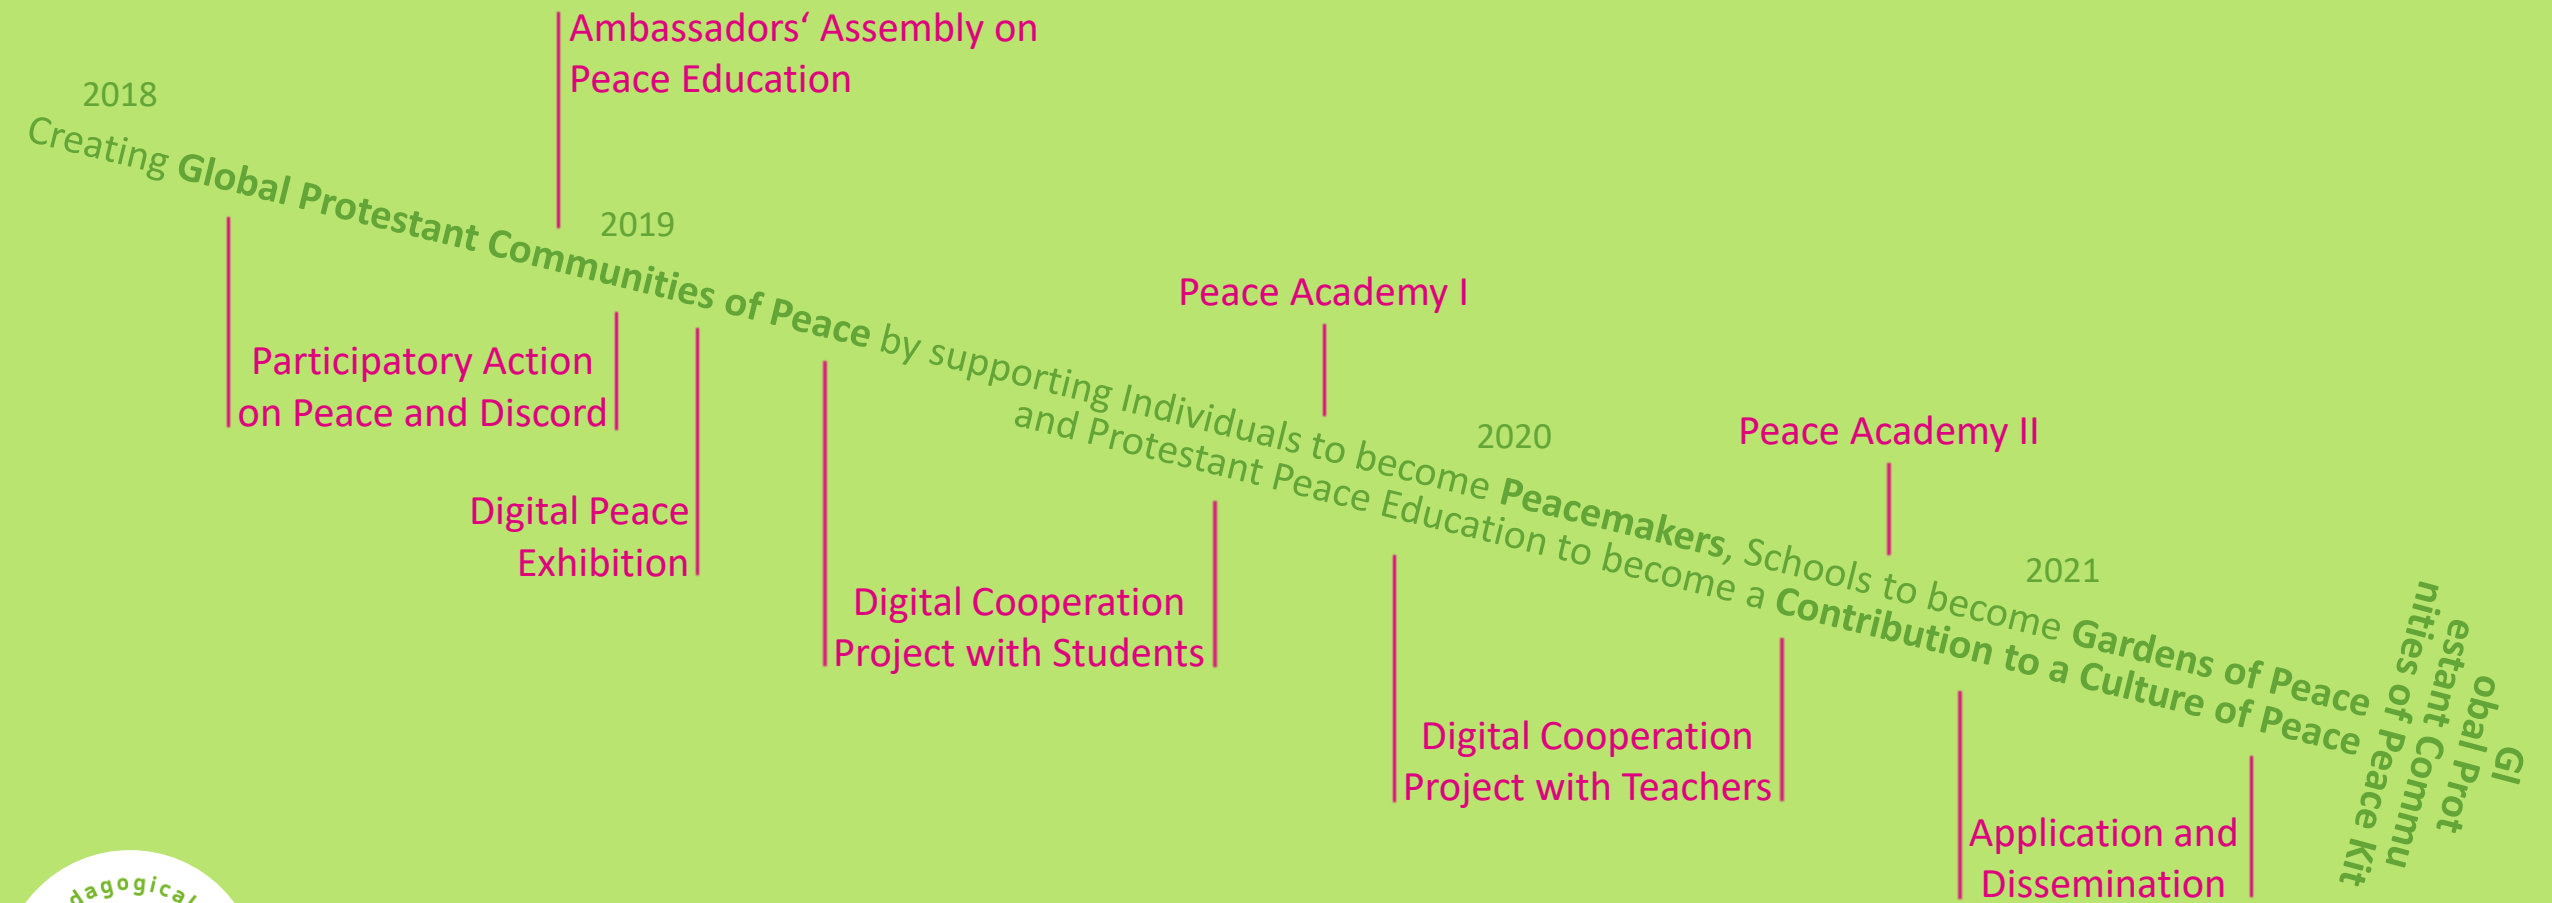 Ambassadors‘ Assembly on
Peace Education
2018
Creating Global Protestant Communities of Peace by supporting Individuals to become Peacemakers, Schools to become Gardens of Peace
and Protestant Peace Education to become a Contribution to a Culture of Peace
2019
Participatory Action
on Peace and Discord
Digital Peace
Exhibition
Peace Academy I
Digital Cooperation
Project with Students
2020
Peace Academy II
Digital Cooperation
Project with Teachers
2021
Application and
Dissemination
Gl
obal Prot
estant Commu
nities of Peace Kit
dagogical